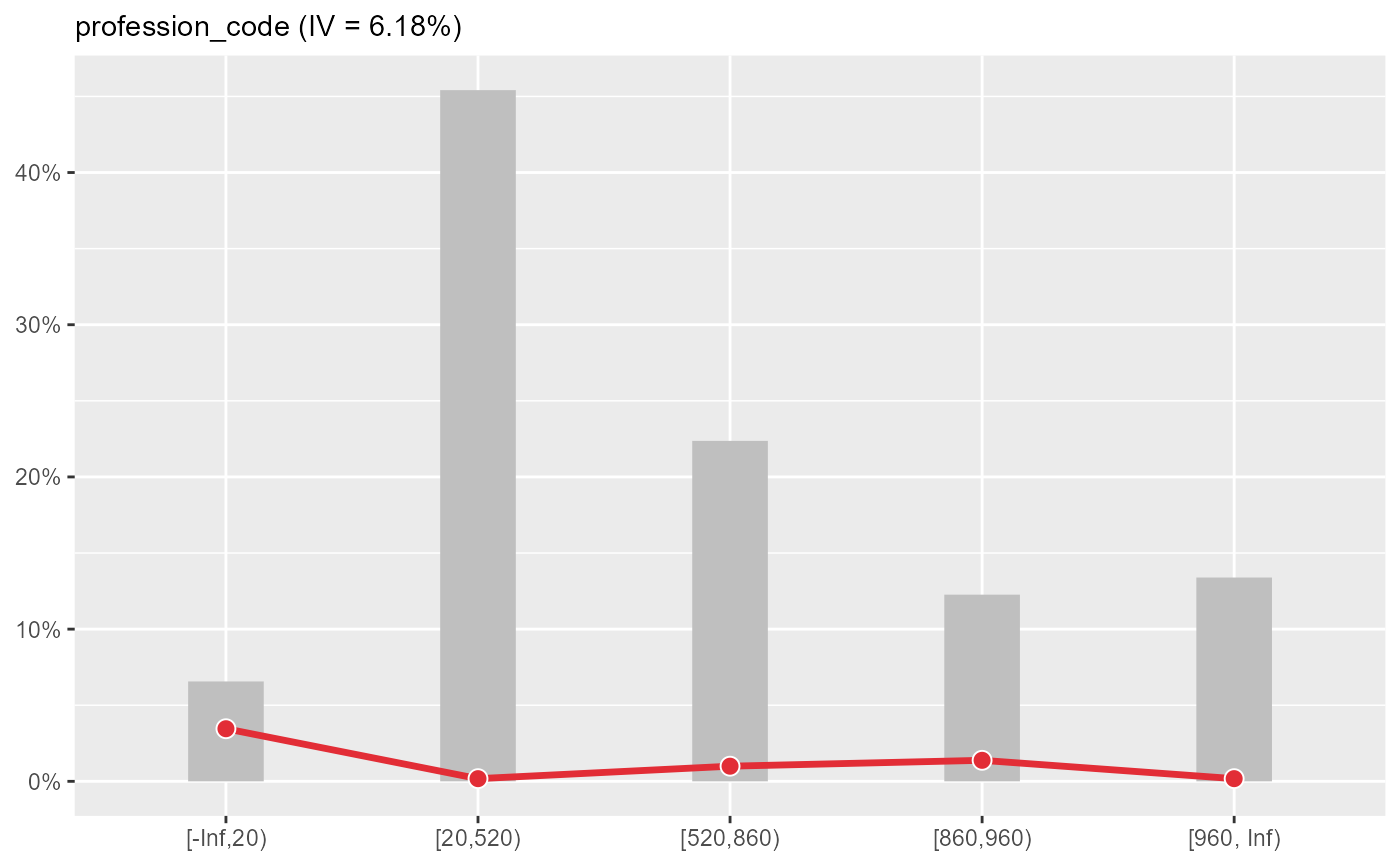 profession_code (IV = 6.18%)
40%
30%
20%
10%
0%
[-Inf,20)
[20,520)
[520,860)
[860,960)
[960, Inf)